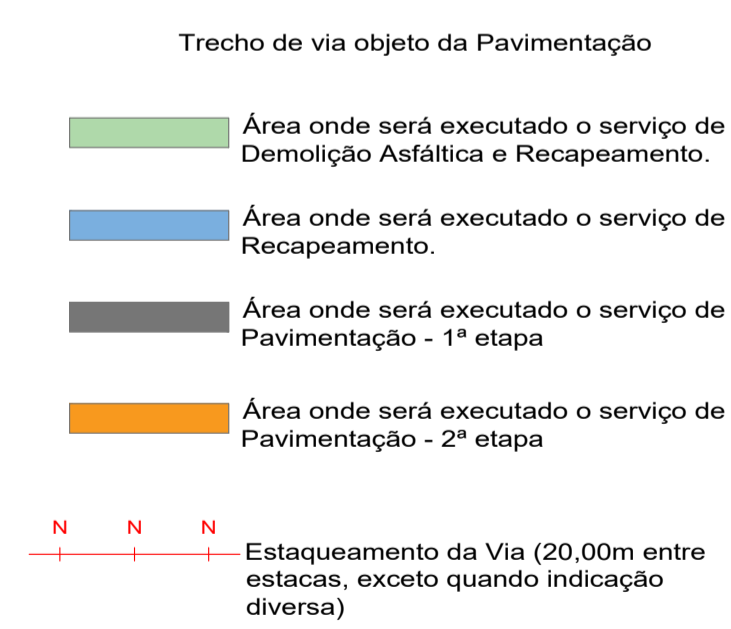 Trecho de via objeto da Pavimentação
Área onde será executado o serviço de
Demolição Asfáltica e Recapeamento.
Área onde será executado o serviço de
Recapeamento.
Área onde será executado o serviço de
Pavimentação - 1ª etapa
Área onde será executado o serviço de
Pavimentação - 2ª etapa
N N N
Estaqueamento da Via (20,00m entre
estacas, exceto quando indicação
diversa)